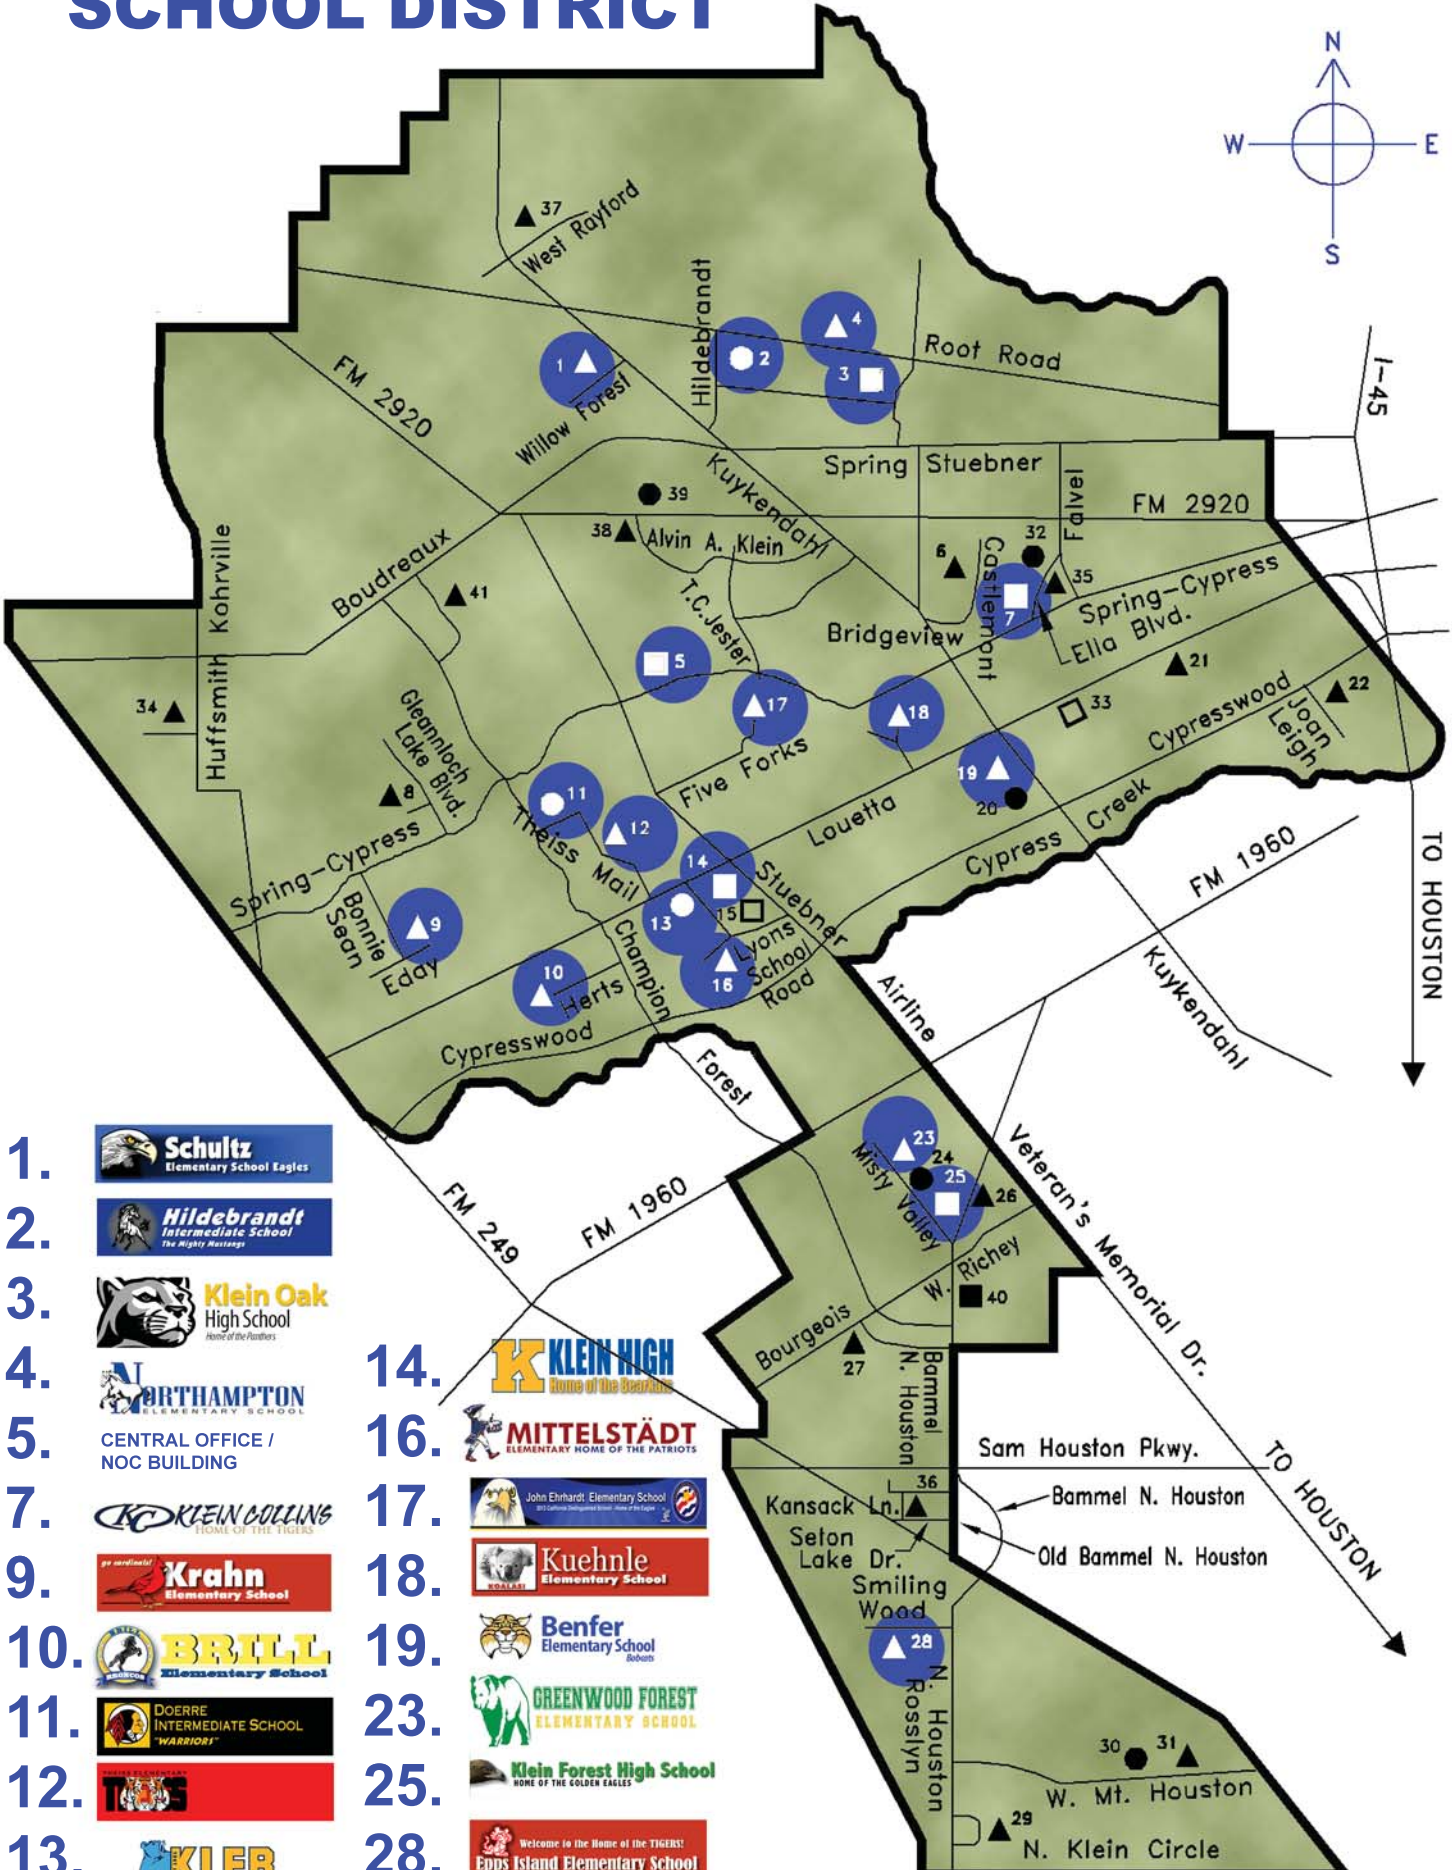 SCHOOL DISTRICT
N
W E
S
37
West Rayford
Hildebrandt
4
1
2
3
Root Road
I-45
FM 2920
Willow Forest
Kuykendahl
Spring Stuebner
Falvel
39
FM 2920
38
Alvin A. Klein
32
6
Castlemont
35
Huffsmith Kohrville
Boudreaux
41
T.C.Jester
7
Spring-Cypress
Bridgeview
Ella Blvd.
5
21
34
Gleannloch
Lake Blvd.
17
18
33
22
Cypresswood
Joan
Leigh
8
11
Five Forks
19
20
Theiss Mail
12
Louetta
Cypress Creek
Spring-Cypress
14
Stuebner
FM 1960
TO HOUSTON
Bonnie
Sean
9
13
15
Eday
Champion
Lyons
School
Road
10
Herts
16
Airline
Kuykendahl
Cypresswood
Forest
1.
Schultz
Elementary School Eagles
23
24
Misty Valley
25
26
Veteran's Memorial Dr.
2.
Hildebrandt
Intermediate School
The Mighty Mustangs
FM 249
FM 1960
W. Richey
40
3.
Klein Oak
High School
Home of the Panthers
Bourgeois
27
Bammel
N. Houston
4.
NORTHAMPTON
ELEMENTARY SCHOOL
14.
K KLEIN HIGH
Home of the Bearkats
5.
CENTRAL OFFICE /
NOC BUILDING
16.
MITTELSTÄDT
ELEMENTARY HOME OF THE PATRIOTS
Sam Houston Pkwy.
TO HOUSTON
36
Kansack Ln.
Bammel N. Houston
7.
KC KLEIN COLLINS
HOME OF THE TIGERS
17.
John Ehrhardt Elementary School
Seton
Lake Dr.
Old Bammel N. Houston
9.
go cardinals!
Krahn
Elementary School
18.
KOALAS!
Kuehnle
Elementary School
Smiling
Wood
10.
BRONCOS
BRILL
Elementary School
19.
Benfer
Elementary School
Bobcats
28
N. Houston
Rosslyn
11.
DOERRE
INTERMEDIATE SCHOOL
"WARRIORS"
23.
GREENWOOD FOREST
ELEMENTARY SCHOOL
30
31
W. Mt. Houston
12.
THEISS ELEMENTARY
25.
Klein Forest High School
HOME OF THE GOLDEN EAGLES
29
N. Klein Circle
13.
KLEB
28.
Welcome to the Home of the TIGERS!
Epps Island Elementary School